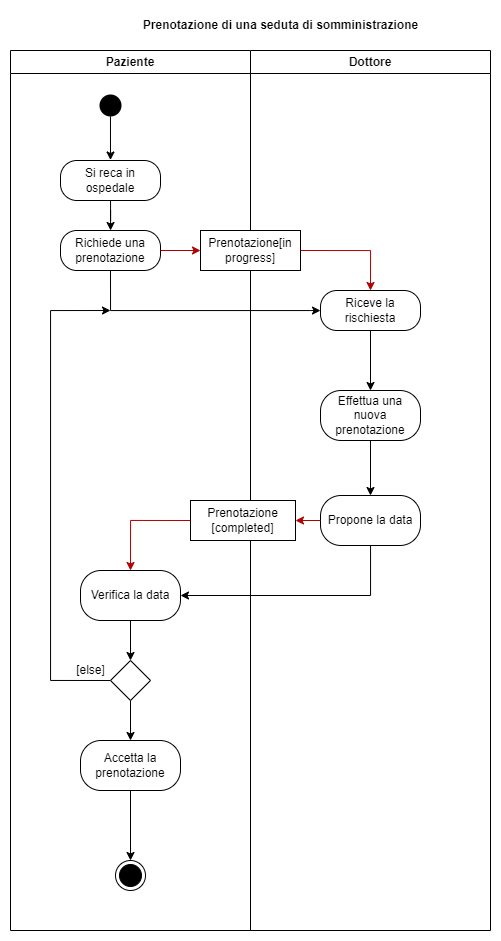 Prenotazione di una seduta di somministrazione
Paziente
Dottore
Si reca in
ospedale
Richiede una
prenotazione
Prenotazione[in
progress]
Riceve la
rischiesta
Effettua una
nuova
prenotazione
Prenotazione
[completed]
Propone la data
Verifica la data
[else]
Accetta la
prenotazione